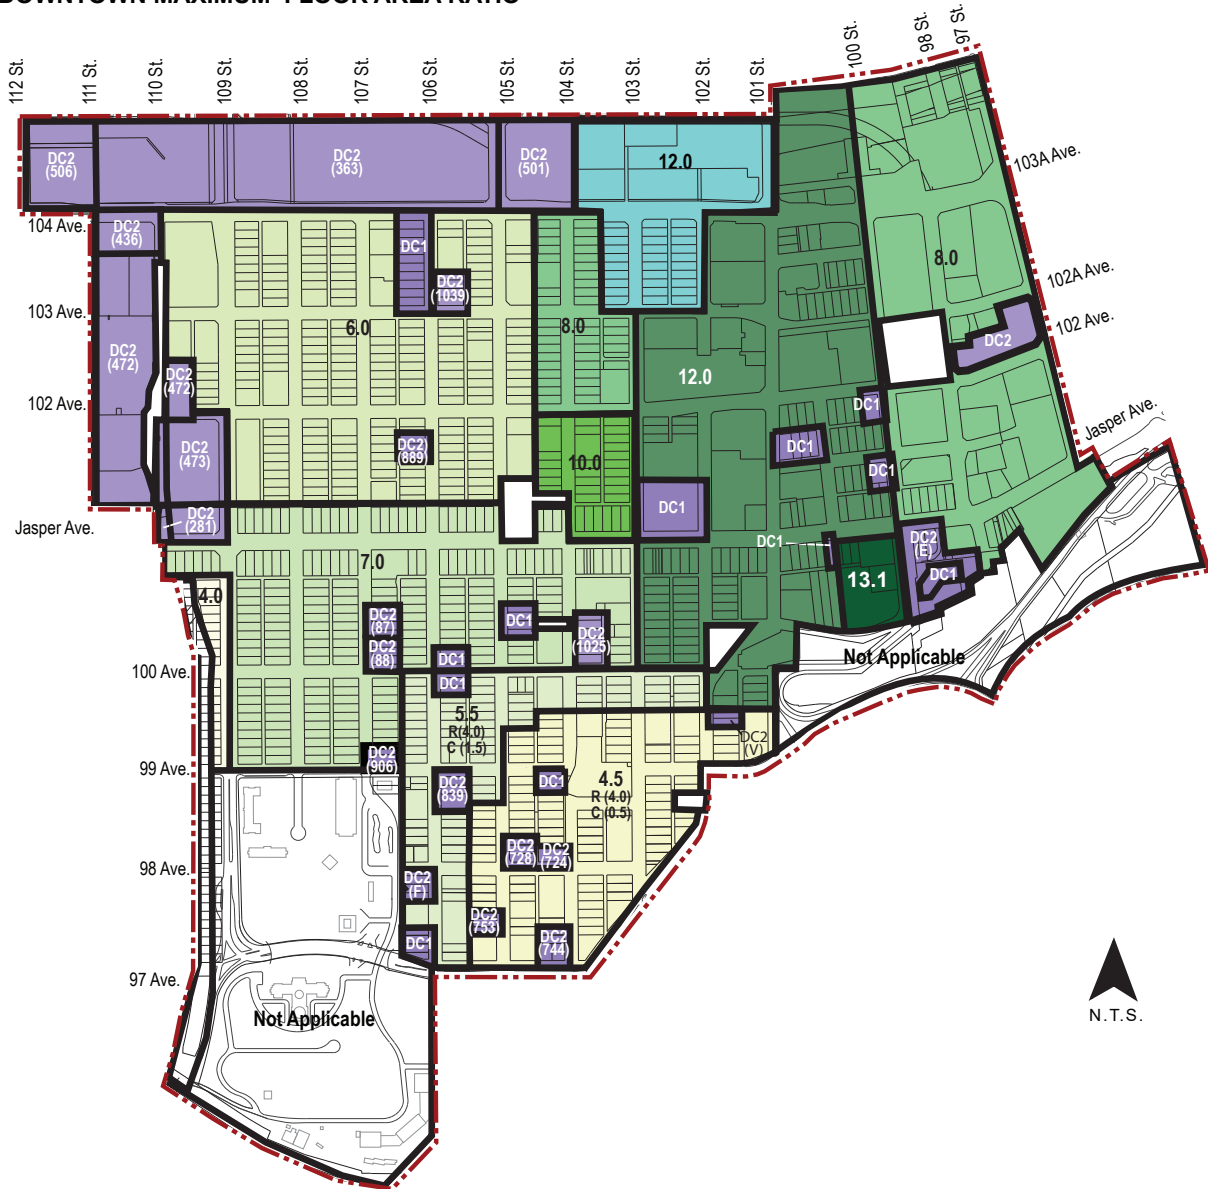 DOWNTOWN MAXIMUM FLOOR AREA RATIO
112 St.
111 St.
110 St.
109 St.
108 St.
107 St.
106 St.
105 St.
104 St.
103 St.
102 St.
101 St.
100 St.
98 St.
97 St.
103A Ave.
102A Ave.
102 Ave.
Jasper Ave.
104 Ave.
103 Ave.
102 Ave.
Jasper Ave.
100 Ave.
99 Ave.
98 Ave.
97 Ave.
DC2
(506)
DC2
(363)
DC2
(501)
12.0
DC2
(436)
DC1
DC2
(1039)
8.0
6.0
8.0
DC2
DC2
(472)
DC2
(472)
12.0
DC1
DC2
(473)
DC2)
(889)
10.0
DC1
DC1
DC1
DC2
(281)
DC1
DC2
(E)
7.0
13.1
DC1
4.0
DC2
(87)
DC1
DC2
(1025)
DC2
(88)
DC1
DC1
Not Applicable
5.5
R(4.0)
C (1.5)
DC2
(V)
DC2
(906)
DC2
(839)
DC1
4.5
R (4.0)
C (0.5)
DC2
(728)
DC2
(724)
DC2
(F)
DC2
(753)
DC1
DC2
(744)
Not Applicable
N.T.S.